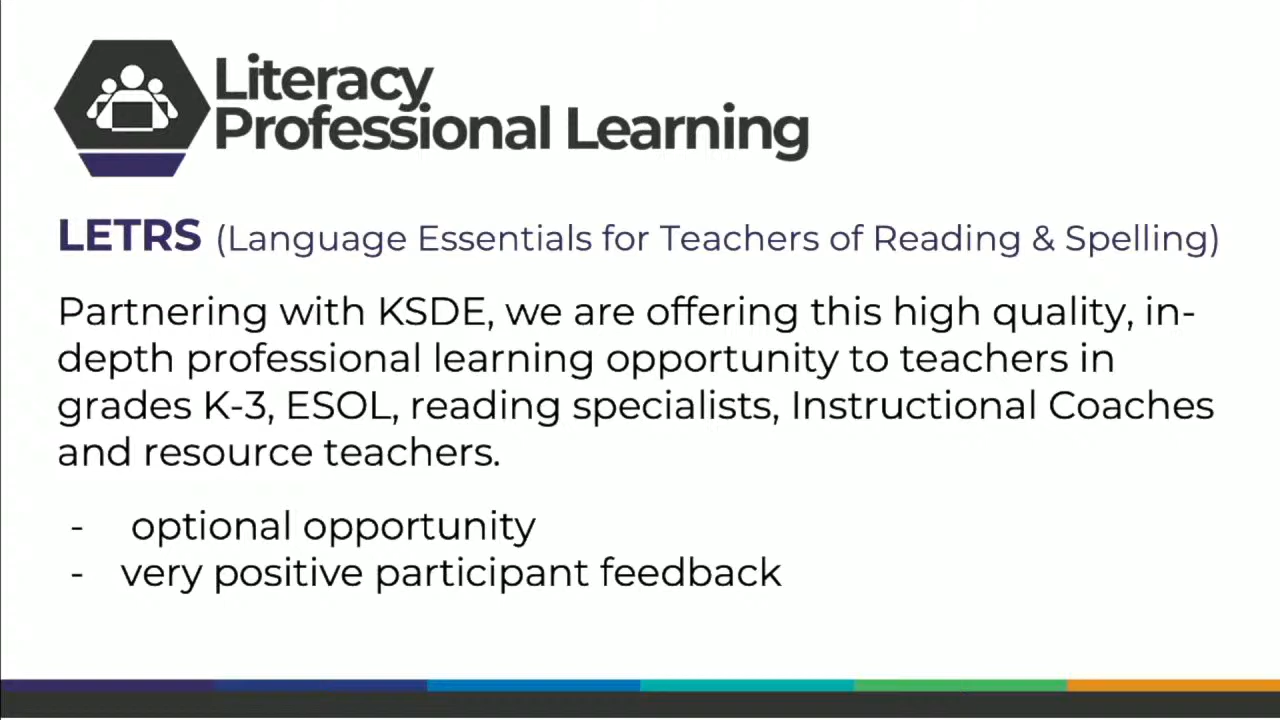 Literacy
Professional Learning
LETRS (Language Essentials for Teachers of Reading & Spelling)
Partnering with KSDE, we are offering this high quality, in-
depth professional learning opportunity to teachers in
grades K-3, ESOL, reading specialists, Instructional Coaches
and resource teachers.
- optional opportunity
- very positive participant feedback